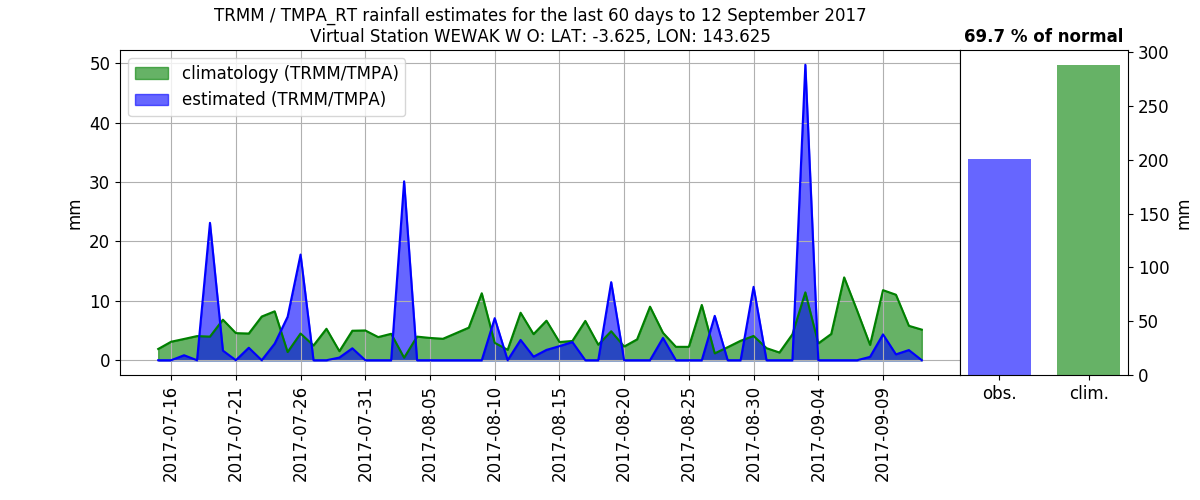 TRMM / TMPA_RT rainfall estimates for the last 60 days to 12 September 2017
Virtual Station WEWAK W O: LAT: -3.625, LON: 143.625
69.7 % of normal
climatology (TRMM/TMPA)
estimated (TRMM/TMPA)
mm
50
40
30
20
10
0
2017-07-16
2017-07-21
2017-07-26
2017-07-31
2017-08-05
2017-08-10
2017-08-15
2017-08-20
2017-08-25
2017-08-30
2017-09-04
2017-09-09
obs.
clim.
300
250
200
150
100
50
0
mm